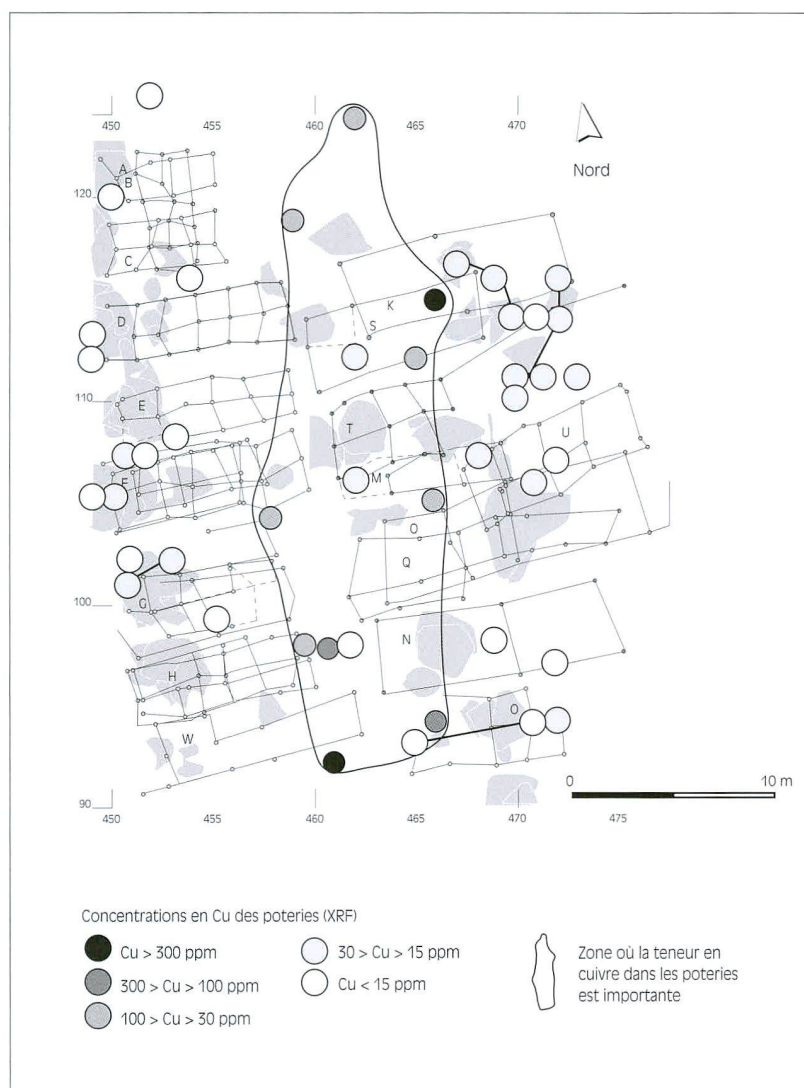 450 455 460 465 470
Nord
A
B
120
C
K
S
D
110
E
T
U
F
M
O
Q
100
G
N
H
O
W
0 10 m
90
450 455 460 465 470 475
Concentrations en Cu des poteries (XRF)
Cu > 300 ppm
300 > Cu > 100 ppm
100 > Cu > 30 ppm
30 > Cu > 15 ppm
Cu < 15 ppm
Zone où la teneur en
cuivre dans les poteries
est importante